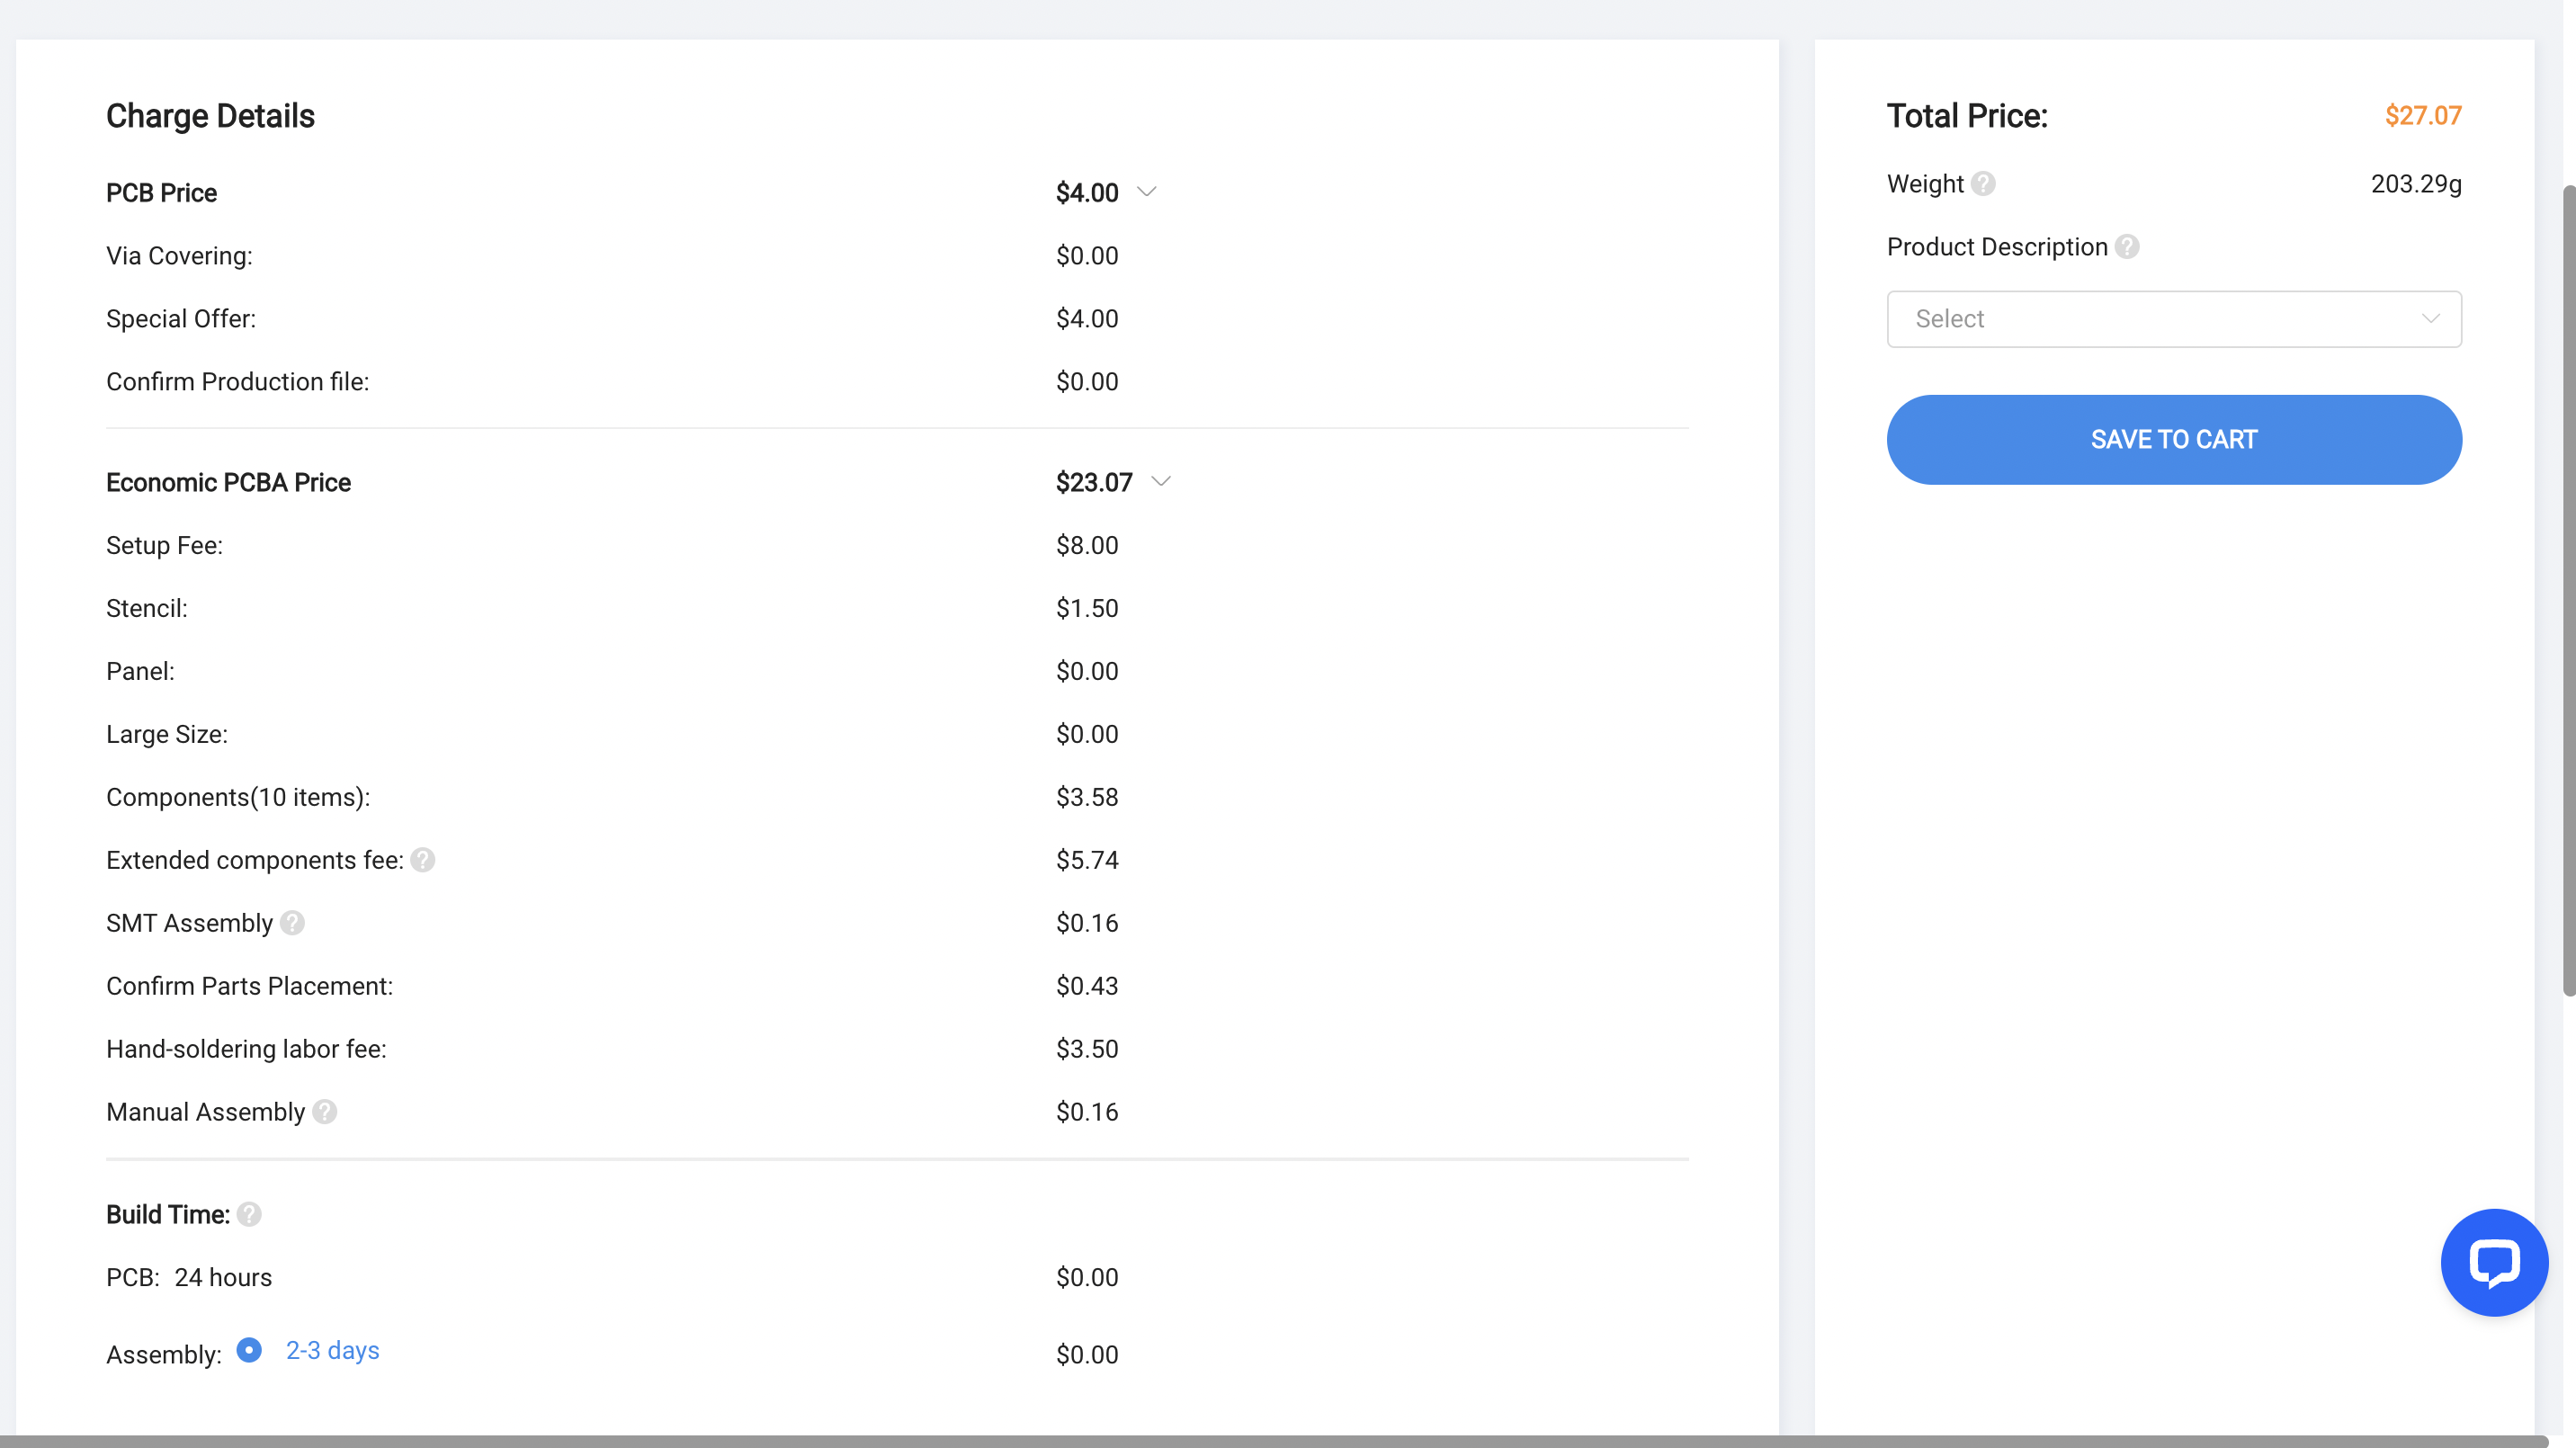 Charge Details
PCB Price $4.00
Via Covering: $0.00
Special Offer: $4.00
Confirm Production file: $0.00
Economic PCBA Price $23.07
Setup Fee: $8.00
Stencil: $1.50
Panel: $0.00
Large Size: $0.00
Components(10 items): $3.58
Extended components fee: ? $5.74
SMT Assembly ? $0.16
Confirm Parts Placement: $0.43
Hand-soldering labor fee: $3.50
Manual Assembly ? $0.16
Build Time: ?
PCB: 24 hours $0.00
Assembly: 2-3 days $0.00
Total Price: $27.07
Weight ? 203.29g
Product Description ?
Select
SAVE TO CART